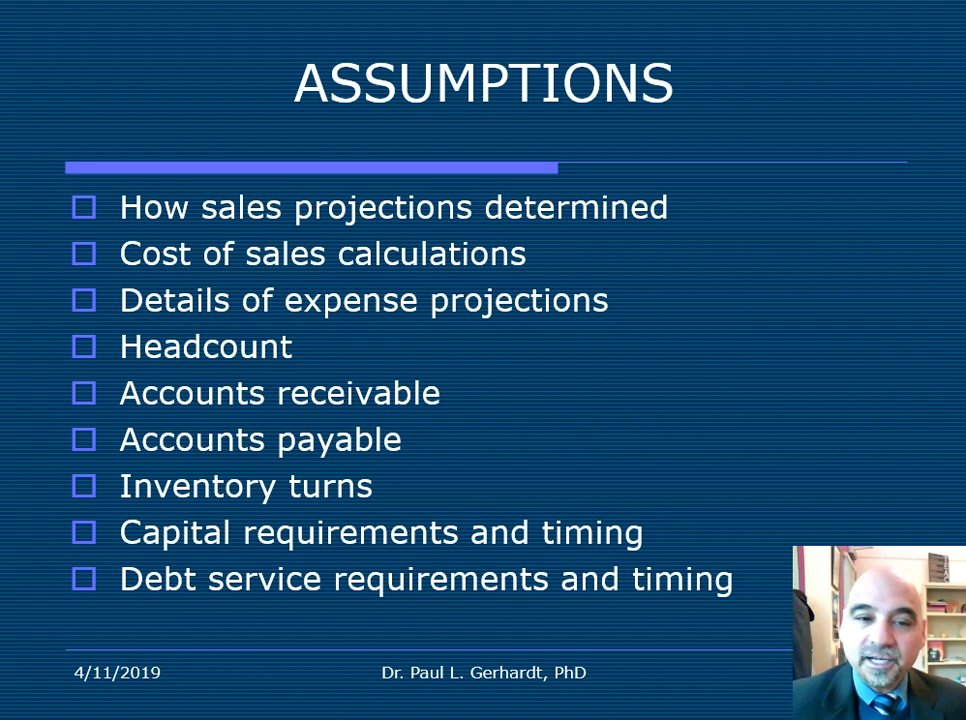 ASSUMPTIONS
How sales projections determined
Cost of sales calculations
Details of expense projections
Headcount
Accounts receivable
Accounts payable
Inventory turns
Capital requirements and timing
Debt service requirements and timing
4/11/2019
Dr. Paul L. Gerhardt, PhD